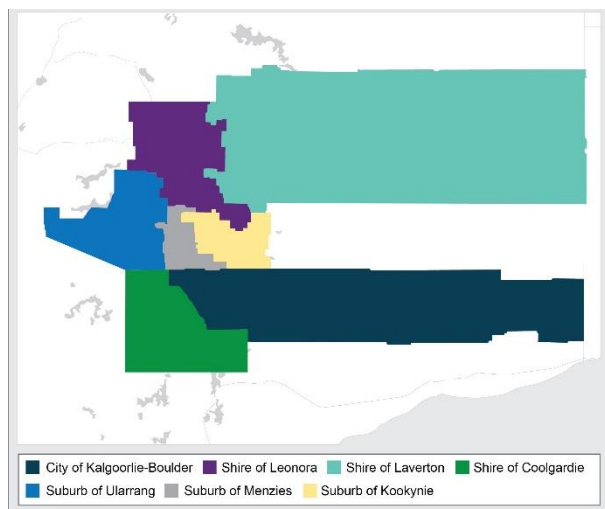 City of Kalgoorlie-Boulder Shire of Leonora Shire of Laverton Shire of Coolgardie
Suburb of Ularrang Suburb of Menzies Suburb of Kookynie